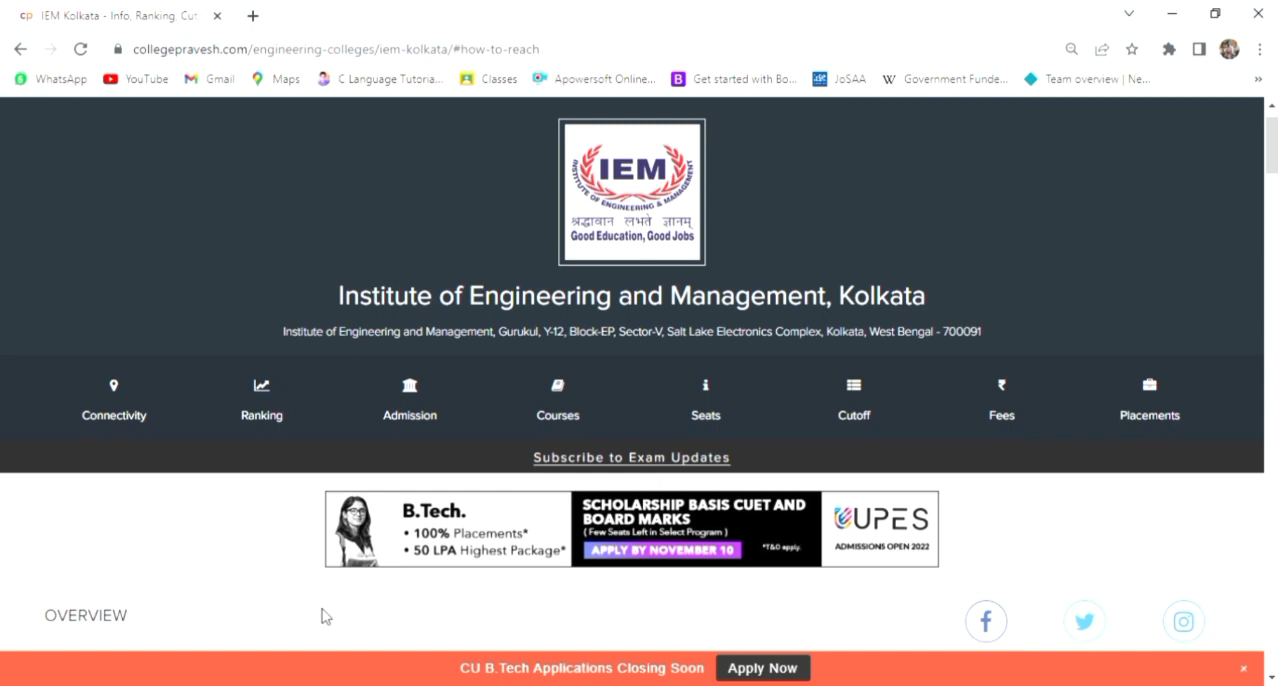 IEM Kolkata - Info, Ranking, Cut
collegepravesh.com/engineering-colleges/iem-kolkata/#how-to-reach
WhatsApp YouTube Gmail Maps C Language Tutoria... Classes Apowersoft Online... Get started with Bo... JoSAA Government Funde... Team overview | Ne...
IEM
INSTITUTE OF ENGINEERING & MANAGEMENT
श्रद्धावान लभते ज्ञानम्
Good Education, Good Jobs
Institute of Engineering and Management, Kolkata
Institute of Engineering and Management, Gurukul, Y-12, Block-EP, Sector-V, Salt Lake Electronics Complex, Kolkata, West Bengal - 700091
Connectivity Ranking Admission Courses Seats Cutoff Fees Placements
Subscribe to Exam Updates
B.Tech.
• 100% Placements*
• 50 LPA Highest Package*
SCHOLARSHIP BASIS CUET AND
BOARD MARKS
( Few Seats Left in Select Program )
APPLY BY NOVEMBER 10
*T&C apply.
UPES
ADMISSIONS OPEN 2022
OVERVIEW
CU B.Tech Applications Closing Soon Apply Now